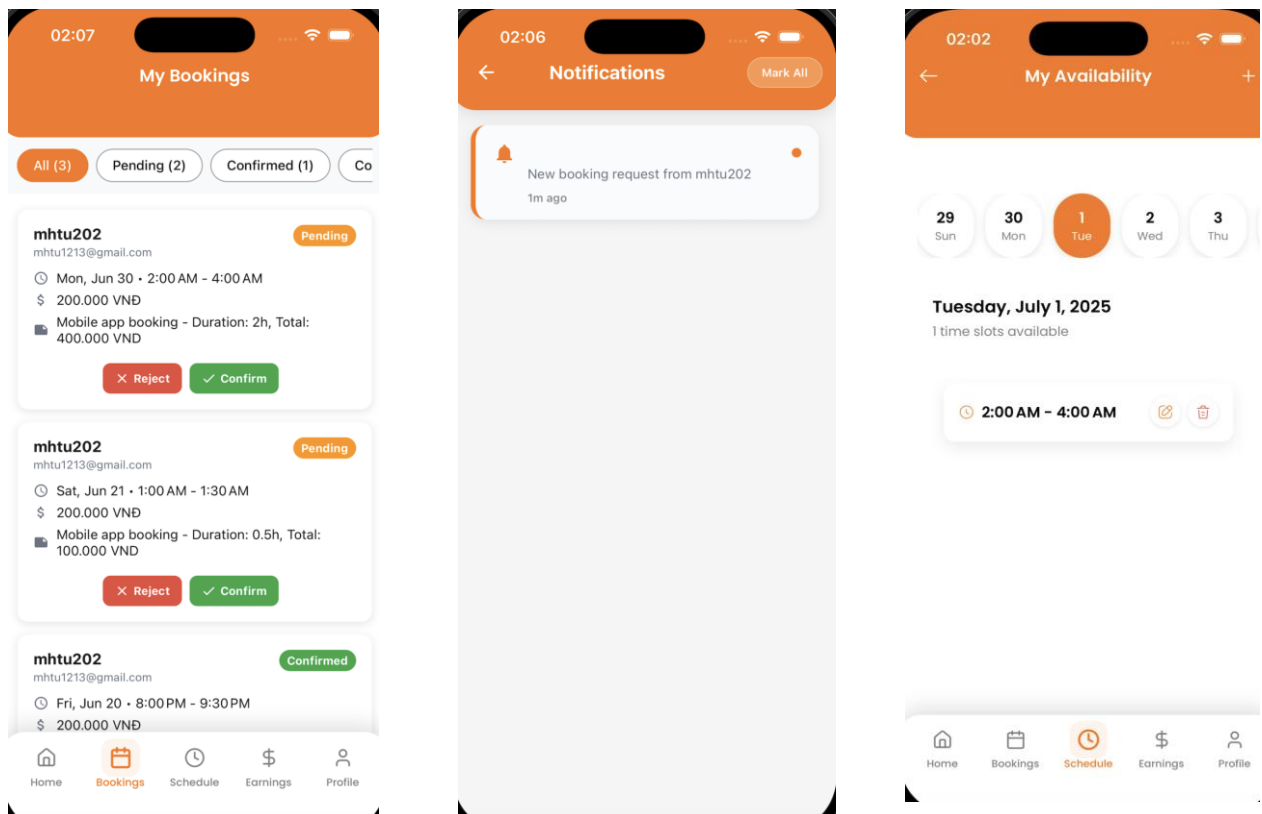 02:07
My Bookings
All (3)
Pending (2)
Confirmed (1)
Co
mhtu202
Pending
mhtu1213@gmail.com
Mon, Jun 30 • 2:00 AM - 4:00 AM
$ 200.000 VNĐ
Mobile app booking - Duration: 2h, Total:
400.000 VND
Reject
Confirm
mhtu202
Pending
mhtu1213@gmail.com
Sat, Jun 21 • 1:00 AM - 1:30 AM
$ 200.000 VNĐ
Mobile app booking - Duration: 0.5h, Total:
100.000 VND
Reject
Confirm
mhtu202
Confirmed
mhtu1213@gmail.com
Fri, Jun 20 • 8:00 PM - 9:30 PM
$ 200.000 VNĐ
Home
Bookings
Schedule
Earnings
Profile
02:06
Notifications
Mark All
New booking request from mhtu202
1m ago
02:02
My Availability
29
Sun
30
Mon
1
Tue
2
Wed
3
Thu
Tuesday, July 1, 2025
1 time slots available
2:00 AM - 4:00 AM
Home
Bookings
Schedule
Earnings
Profile